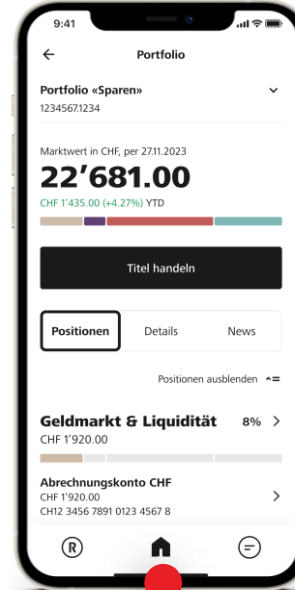 9:41
Portfolio
Portfolio «Sparen»
1234567.1234
Marktwert in CHF, per 27.11.2023
22’681.00
CHF 1’435.00 (+4.27%) YTD
Titel handeln
Positionen Details News
Positionen ausblenden
Geldmarkt & Liquidität 8%
CHF 1’920.00
Abrechnungskonto CHF
CHF 1’920.00
CH12 3456 7891 0123 4567 8
R